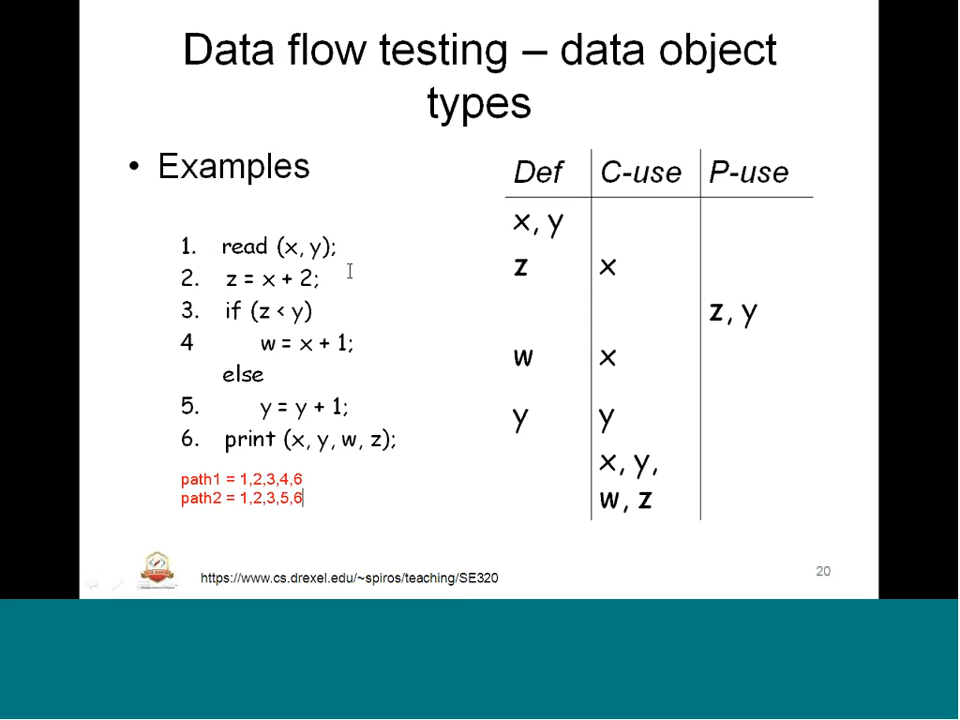 Data flow testing – data object
types
• Examples
1. read (x, y);
2. z = x + 2;
3. if (z < y)
4 w = x + 1;
else
5. y = y + 1;
6. print (x, y, w, z);
path1 = 1,2,3,4,6
path2 = 1,2,3,5,6
Def C-use P-use
x, y
z x
z, y
w x
y y
x, y,
w, z
https://www.cs.drexel.edu/~spiros/teaching/SE320
20